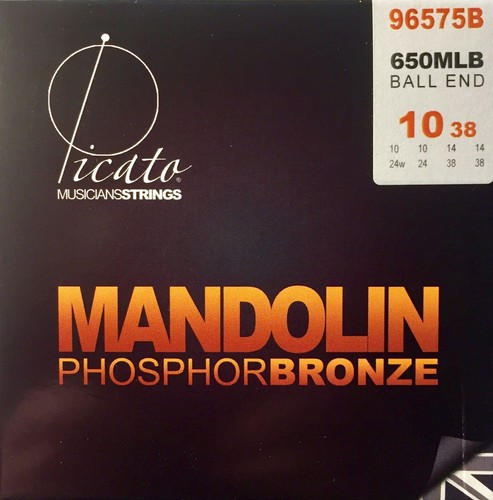 96575B
650MLB
BALL END
10 38
10 10 14 14
24w 24 38 38
Picato®
MUSICIANSSTRINGS
MANDOLIN
PHOSPHORBRONZE